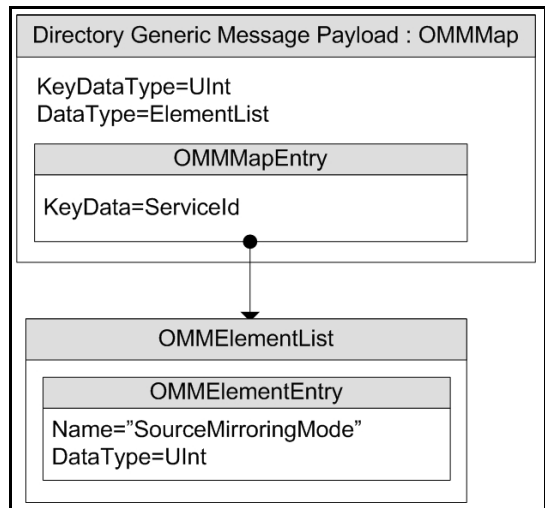 Directory Generic Message Payload : OMMMap
KeyDataType=UInt
DataType=ElementList
OMMMapEntry
KeyData=ServiceId
OMMElementList
OMMElementEntry
Name=”SourceMirroringMode”
DataType=UInt